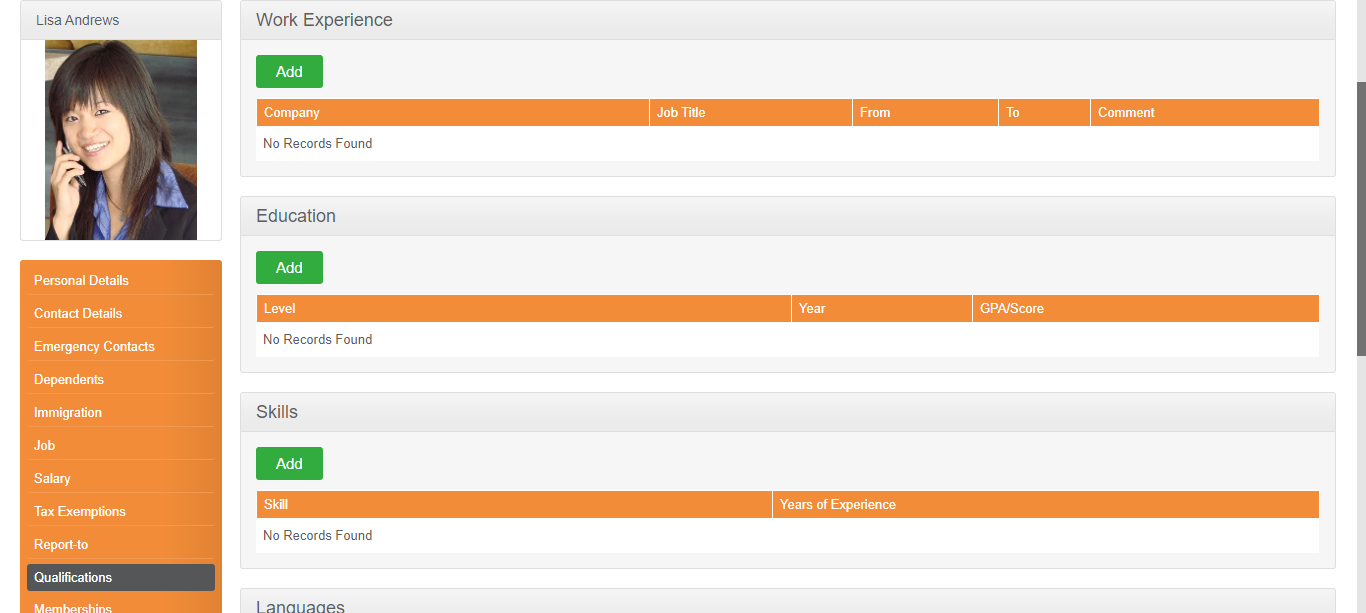 Lisa Andrews
Personal Details
Contact Details
Emergency Contacts
Dependents
Immigration
Job
Salary
Tax Exemptions
Report-to
Qualifications
Memberships
Work Experience
Add
Company Job Title From To Comment
No Records Found
Education
Add
Level Year GPA/Score
No Records Found
Skills
Add
Skill Years of Experience
No Records Found
Languages